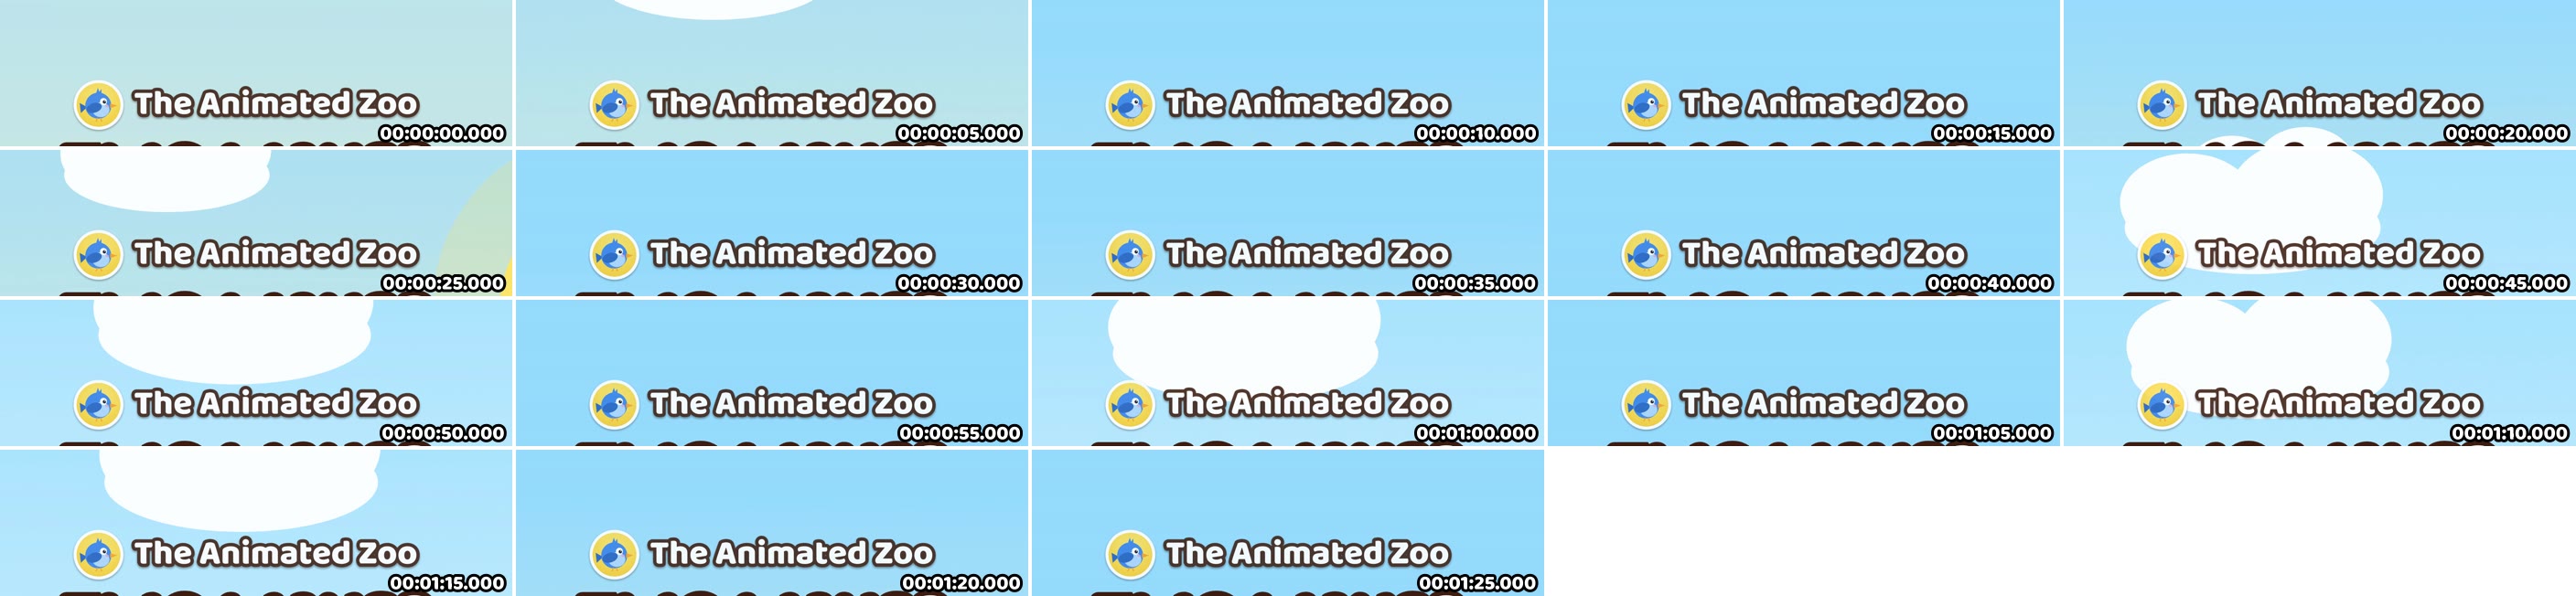 The Animated Zoo
00:00:00.000
The Animated Zoo
00:00:05.000
The Animated Zoo
00:00:10.000
The Animated Zoo
00:00:15.000
The Animated Zoo
00:00:20.000
The Animated Zoo
00:00:25.000
The Animated Zoo
00:00:30.000
The Animated Zoo
00:00:35.000
The Animated Zoo
00:00:40.000
The Animated Zoo
00:00:45.000
The Animated Zoo
00:00:50.000
The Animated Zoo
00:00:55.000
The Animated Zoo
00:01:00.000
The Animated Zoo
00:01:05.000
The Animated Zoo
00:01:10.000
The Animated Zoo
00:01:15.000
The Animated Zoo
00:01:20.000
The Animated Zoo
00:01:25.000